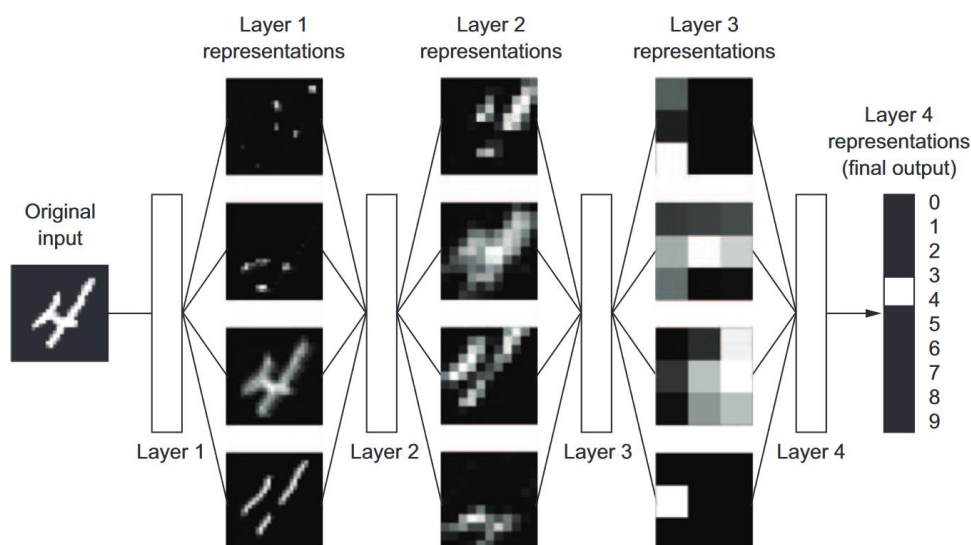 Layer 1
representations
Layer 2
representations
Layer 3
representations
Layer 4
representations
(final output)
Original
input
0
1
2
3
4
5
6
7
8
9
Layer 1
Layer 2
Layer 3
Layer 4